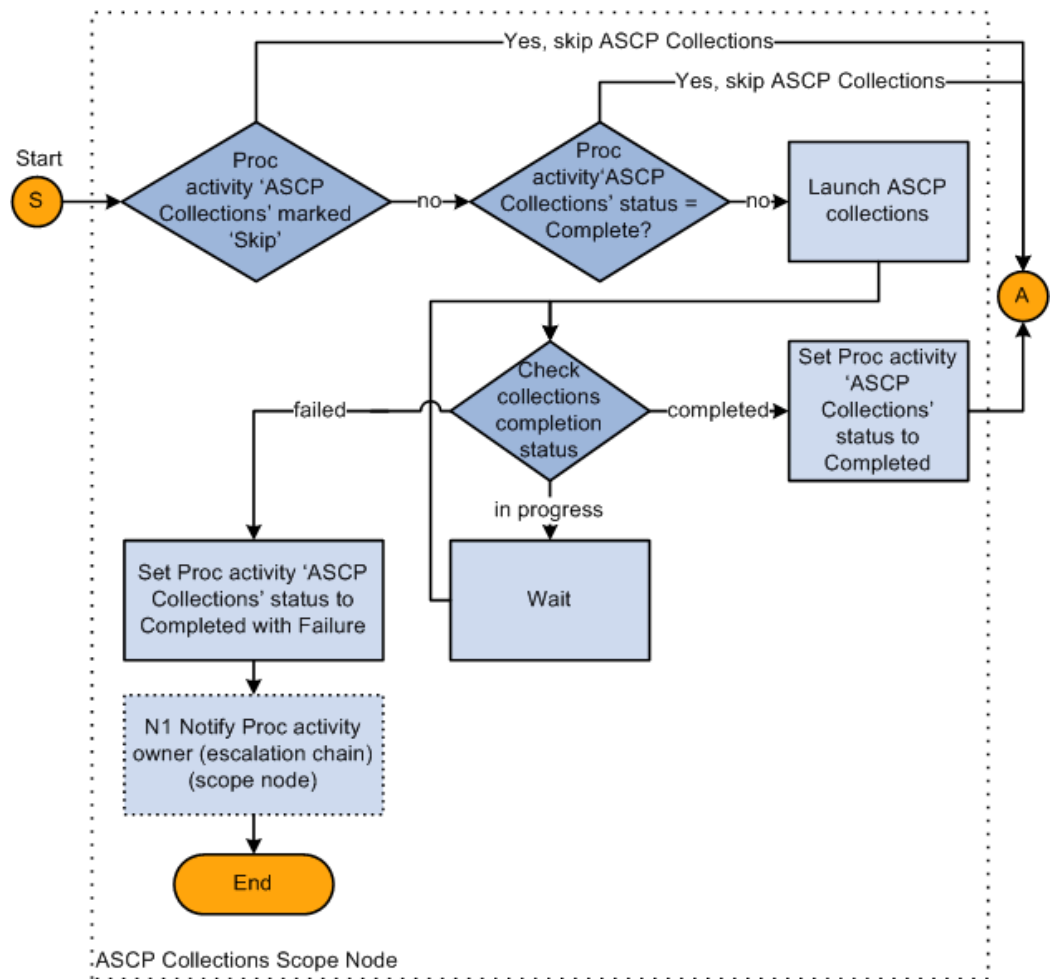 Yes, skip ASCP Collections
Yes, skip ASCP Collections
Start
S
Proc
activity ‘ASCP
Collections’ marked
‘Skip’
no
Proc
activity‘ASCP
Collections’ status =
Complete?
no
Launch ASCP
collections
A
Check
collections
completion
status
failed
completed
Set Proc activity
‘ASCP
Collections’
status to
Completed
in progress
Set Proc activity ‘ASCP
Collections’ status to
Completed with Failure
Wait
N1 Notify Proc activity
owner (escalation chain)
(scope node)
End
ASCP Collections Scope Node